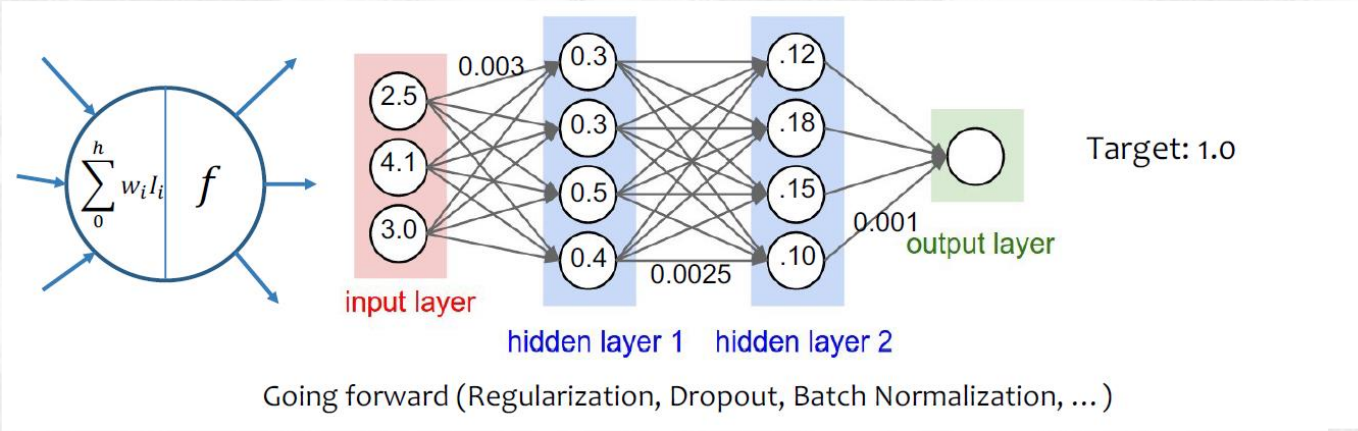 h
∑ wᵢIᵢ f
0
2.5
4.1
3.0
input layer
0.003
0.3
0.3
0.5
0.4
hidden layer 1
0.0025
.12
.18
.15
.10
hidden layer 2
0.001
output layer
Target: 1.0
Going forward (Regularization, Dropout, Batch Normalization, ... )